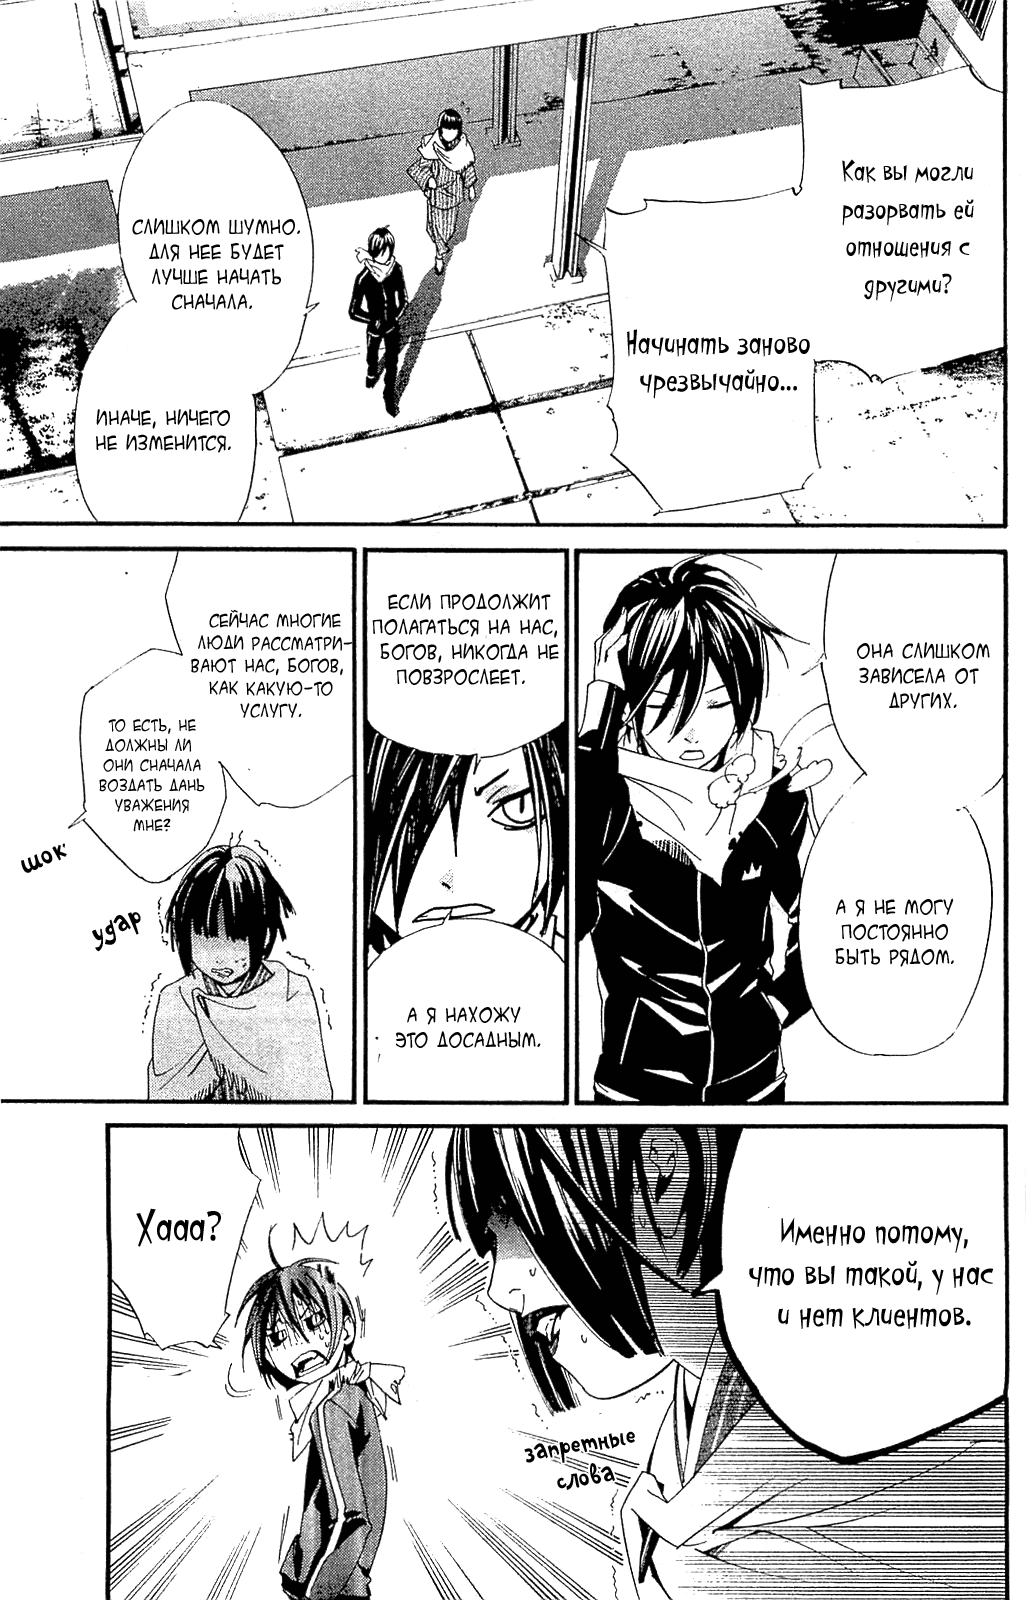 Как вы могли
разорвать ей
отношения с
другими?
Начинать заново
чрезвычайно...
СЛИШКОМ ШУМНО.
ДЛЯ НЕЕ БУДЕТ
ЛУЧШЕ НАЧАТЬ
СНАЧАЛА.
ИНАЧЕ, НИЧЕГО
НЕ ИЗМЕНИТСЯ.
ОНА СЛИШКОМ
ЗАВИСЕЛА ОТ
ДРУГИХ.
А Я НЕ МОГУ
ПОСТОЯННО
БЫТЬ РЯДОМ.
ЕСЛИ ПРОДОЛЖИТ
ПОЛАГАТЬСЯ НА НАС,
БОГОВ, НИКОГДА НЕ
ПОВЗРОСЛЕЕТ.
А Я НАХОЖУ
ЭТО ДОСАДНЫМ.
СЕЙЧАС МНОГИЕ
ЛЮДИ РАССМАТРИ-
ВАЮТ НАС, БОГОВ,
КАК КАКУЮ-ТО
УСЛУГУ.
ТО ЕСТЬ, НЕ
ДОЛЖНЫ ЛИ
ОНИ СНАЧАЛА
ВОЗДАТЬ ДАНЬ
УВАЖЕНИЯ
МНЕ?
шок
удар
Именно потому,
что вы такой, у нас
и нет клиентов.
запретные
слова
Хааа?